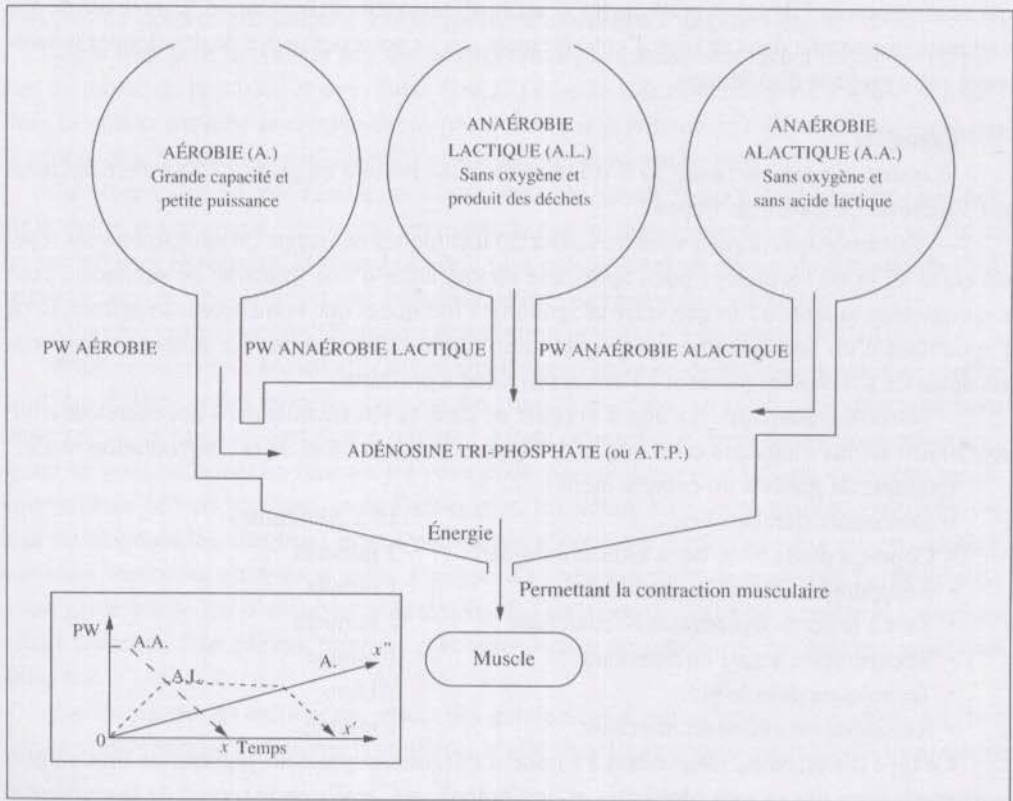 AÉROBIE (A.)
Grande capacité et
petite puissance
ANAÉROBIE
LACTIQUE (A.L.)
Sans oxygène et
produit des déchets
ANAÉROBIE
ALACTIQUE (A.A.)
Sans oxygène et
sans acide lactique
PW AÉROBIE
PW ANAÉROBIE LACTIQUE
PW ANAÉROBIE ALACTIQUE
ADÉNOSINE TRI-PHOSPHATE (ou A.T.P.)
Énergie
Permettant la contraction musculaire
Muscle
PW
A.A.
A.L.
A.
x"
x'
0
x Temps